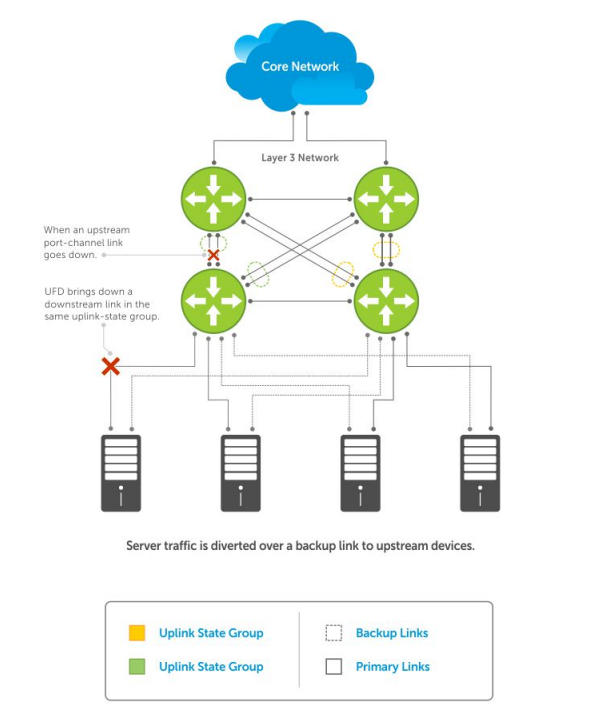 Core Network
Layer 3 Network
When an upstream
port-channel link
goes down.
UFD brings down a
downstream link in the
same uplink-state group.
Server traffic is diverted over a backup link to upstream devices.
Uplink State Group
Backup Links
Uplink State Group
Primary Links